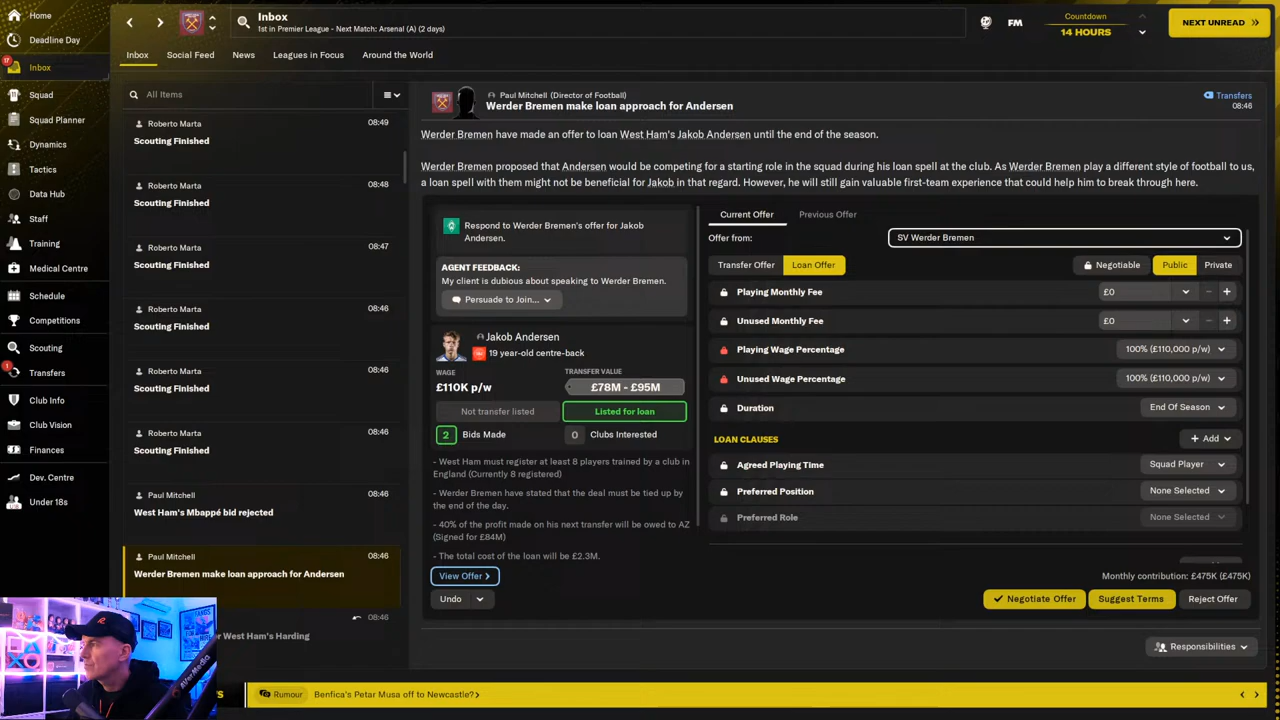 Home
Deadline Day
17
Inbox
Squad
Squad Planner
Dynamics
Tactics
Data Hub
Staff
Training
Medical Centre
Schedule
Competitions
Scouting
1
Transfers
Club Info
Club Vision
Finances
Dev. Centre
Under 18s
Inbox
1st in Premier League - Next Match: Arsenal (A) (2 days)
FM
Countdown
14 HOURS
NEXT UNREAD
Inbox
Social Feed
News
Leagues in Focus
Around the World
All Items
Roberto Marta
08:49
Scouting Finished
Roberto Marta
08:48
Scouting Finished
Roberto Marta
08:47
Scouting Finished
Roberto Marta
08:46
Scouting Finished
Roberto Marta
08:46
Scouting Finished
Roberto Marta
08:46
Scouting Finished
Paul Mitchell
08:46
West Ham's Mbappé bid rejected
Paul Mitchell
08:46
Werder Bremen make loan approach for Andersen
08:46
West Ham's Harding
Paul Mitchell (Director of Football)
Werder Bremen make loan approach for Andersen
Transfers
08:46
Werder Bremen have made an offer to loan West Ham's Jakob Andersen until the end of the season.
Werder Bremen proposed that Andersen would be competing for a starting role in the squad during his loan spell at the club. As Werder Bremen play a different style of football to us,
a loan spell with them might not be beneficial for Jakob in that regard. However, he will still gain valuable first-team experience that could help him to break through here.
Respond to Werder Bremen's offer for Jakob
Andersen.
AGENT FEEDBACK:
My client is dubious about speaking to Werder Bremen.
Persuade to Join...
Jakob Andersen
19 year-old centre-back
WAGE
£110K p/w
TRANSFER VALUE
£78M - £95M
Not transfer listed
Listed for loan
2 Bids Made
0 Clubs Interested
- West Ham must register at least 8 players trained by a club in
England (Currently 8 registered)
- Werder Bremen have stated that the deal must be tied up by
the end of the day.
- 40% of the profit made on his next transfer will be owed to AZ
(Signed for £84M)
- The total cost of the loan will be £2.3M.
View Offer
Undo
Current Offer
Previous Offer
Offer from:
SV Werder Bremen
Transfer Offer
Loan Offer
Negotiable
Public
Private
Playing Monthly Fee
£0
Unused Monthly Fee
£0
Playing Wage Percentage
100% (£110,000 p/w)
Unused Wage Percentage
100% (£110,000 p/w)
Duration
End Of Season
LOAN CLAUSES
Add
Agreed Playing Time
Squad Player
Preferred Position
None Selected
Preferred Role
None Selected
Monthly contribution: £475K (£475K)
Negotiate Offer
Suggest Terms
Reject Offer
Responsibilities
Rumour
Benfica's Petar Musa off to Newcastle?